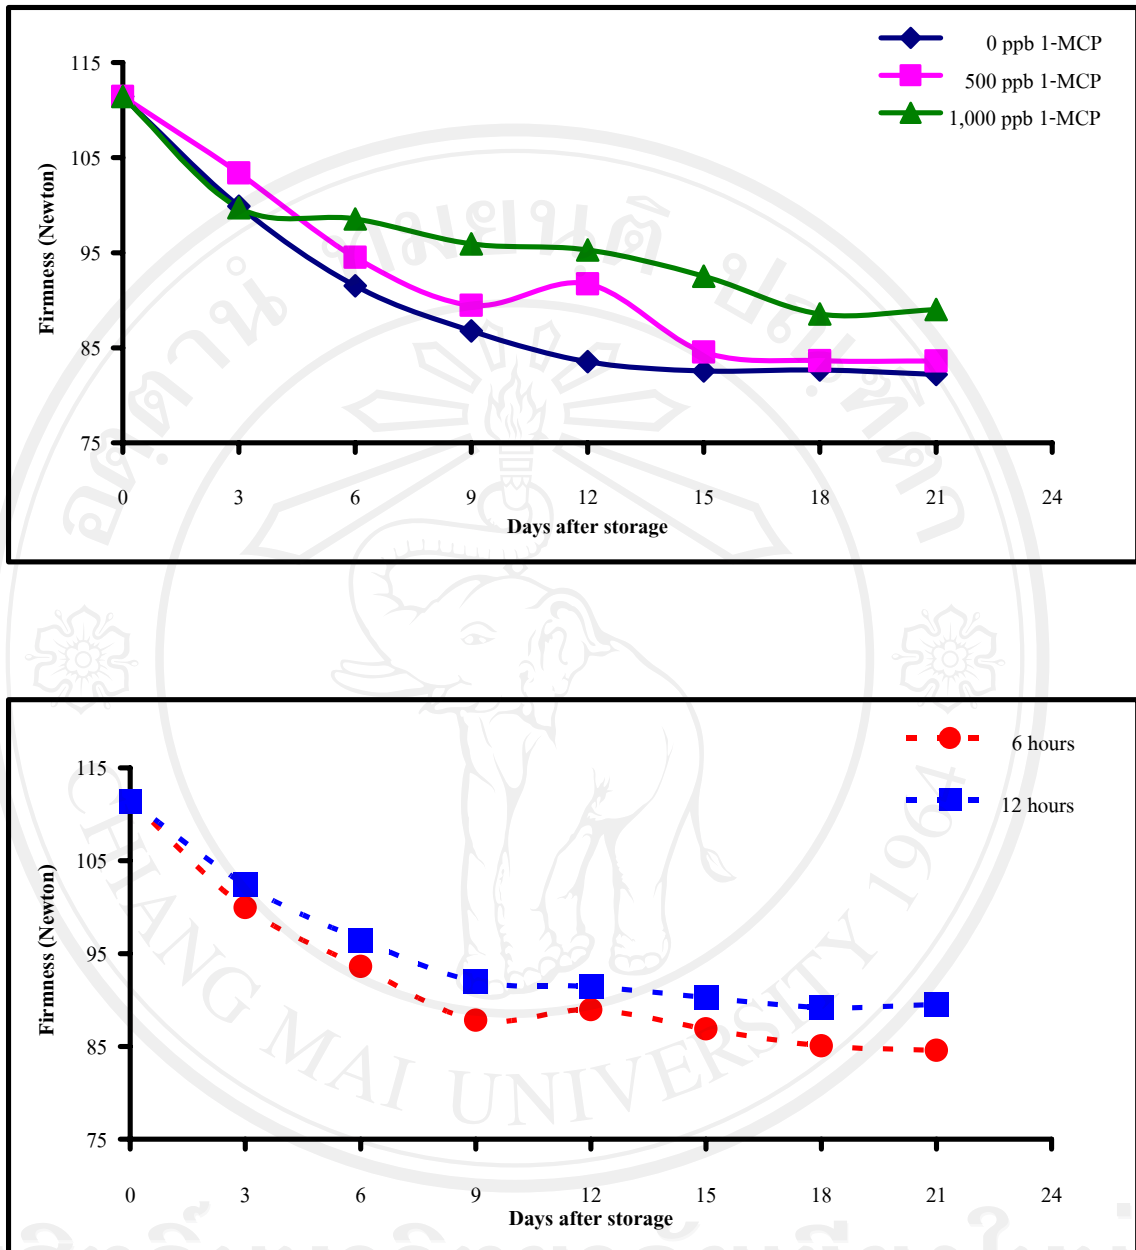 0 ppb 1-MCP
500 ppb 1-MCP
1,000 ppb 1-MCP
Firmness (Newton)
115
105
95
85
75
0 3 6 9 12 15 18 21 24
Days after storage
6 hours
12 hours
Firmness (Newton)
115
105
95
85
75
0 3 6 9 12 15 18 21 24
Days after storage
CHIANG MAI UNIVERSITY 1964